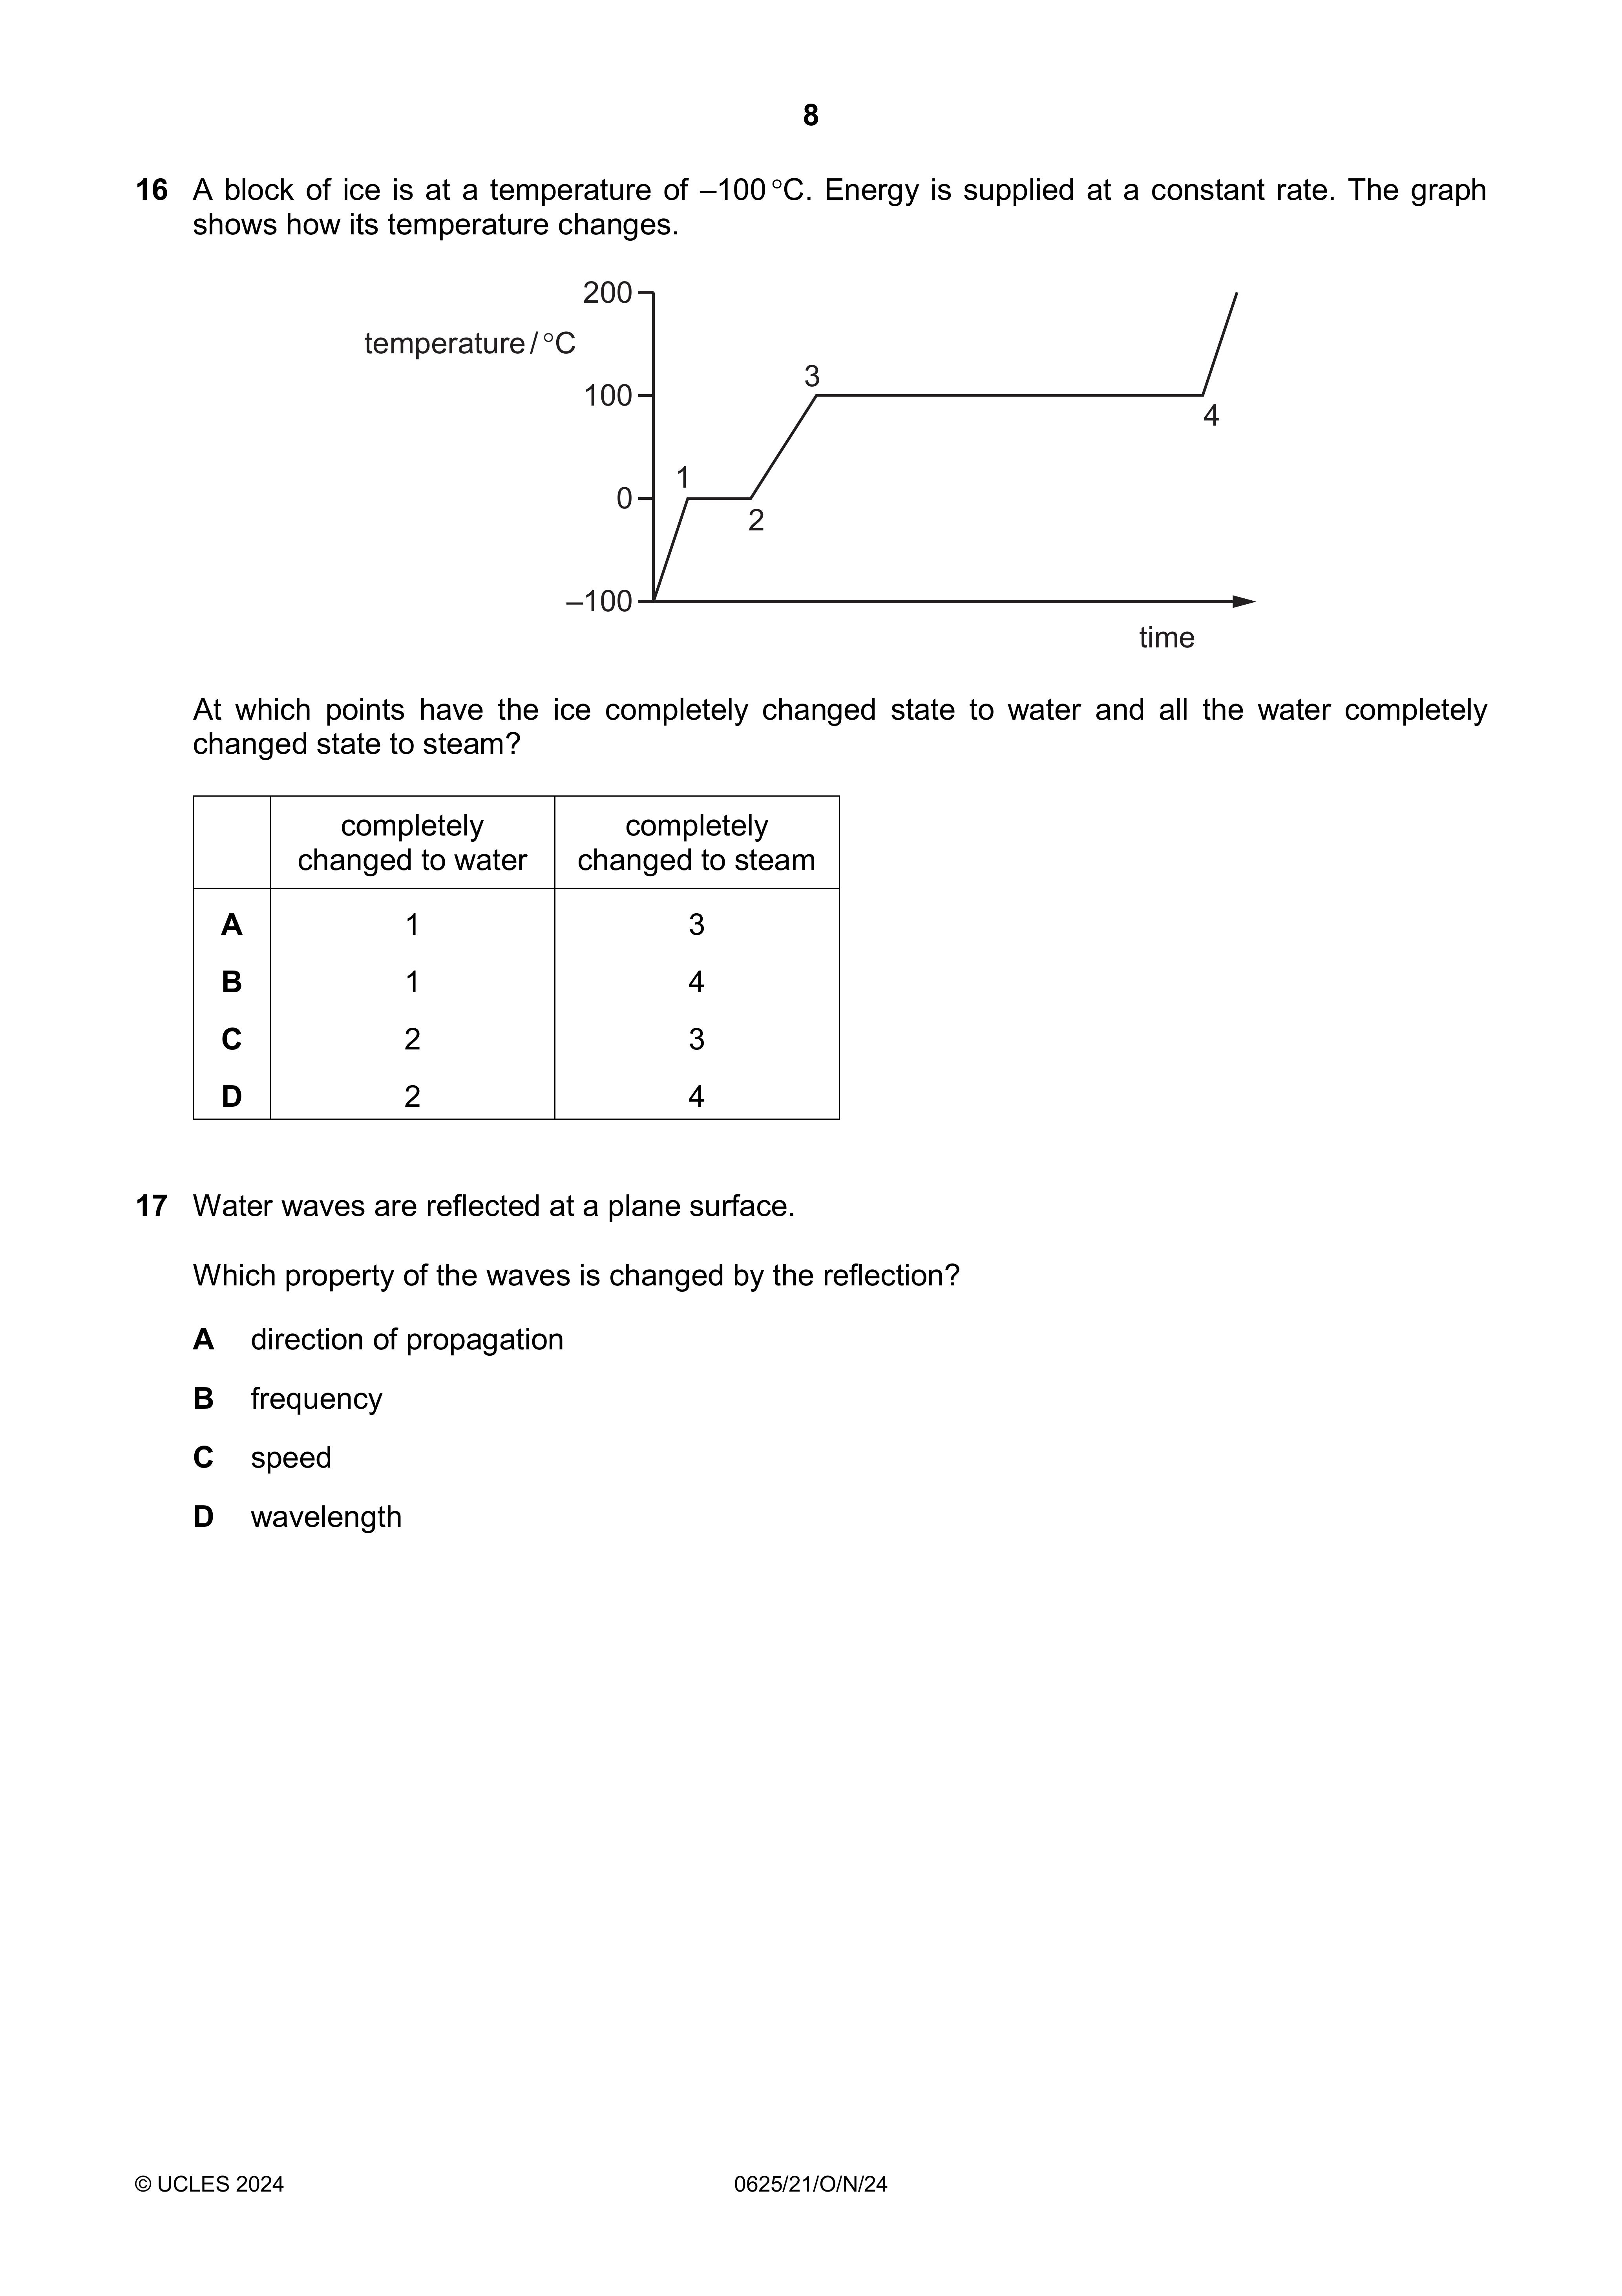 8
16 A block of ice is at a temperature of –100 °C. Energy is supplied at a constant rate. The graph
shows how its temperature changes.
200
temperature / °C
100
0
–100
1
2
3
4
time
At which points have the ice completely changed state to water and all the water completely
changed state to steam?
completely changed to water
completely changed to steam
A 1 3
B 1 4
C 2 3
D 2 4
17 Water waves are reflected at a plane surface.
Which property of the waves is changed by the reflection?
A direction of propagation
B frequency
C speed
D wavelength
© UCLES 2024 0625/21/O/N/24